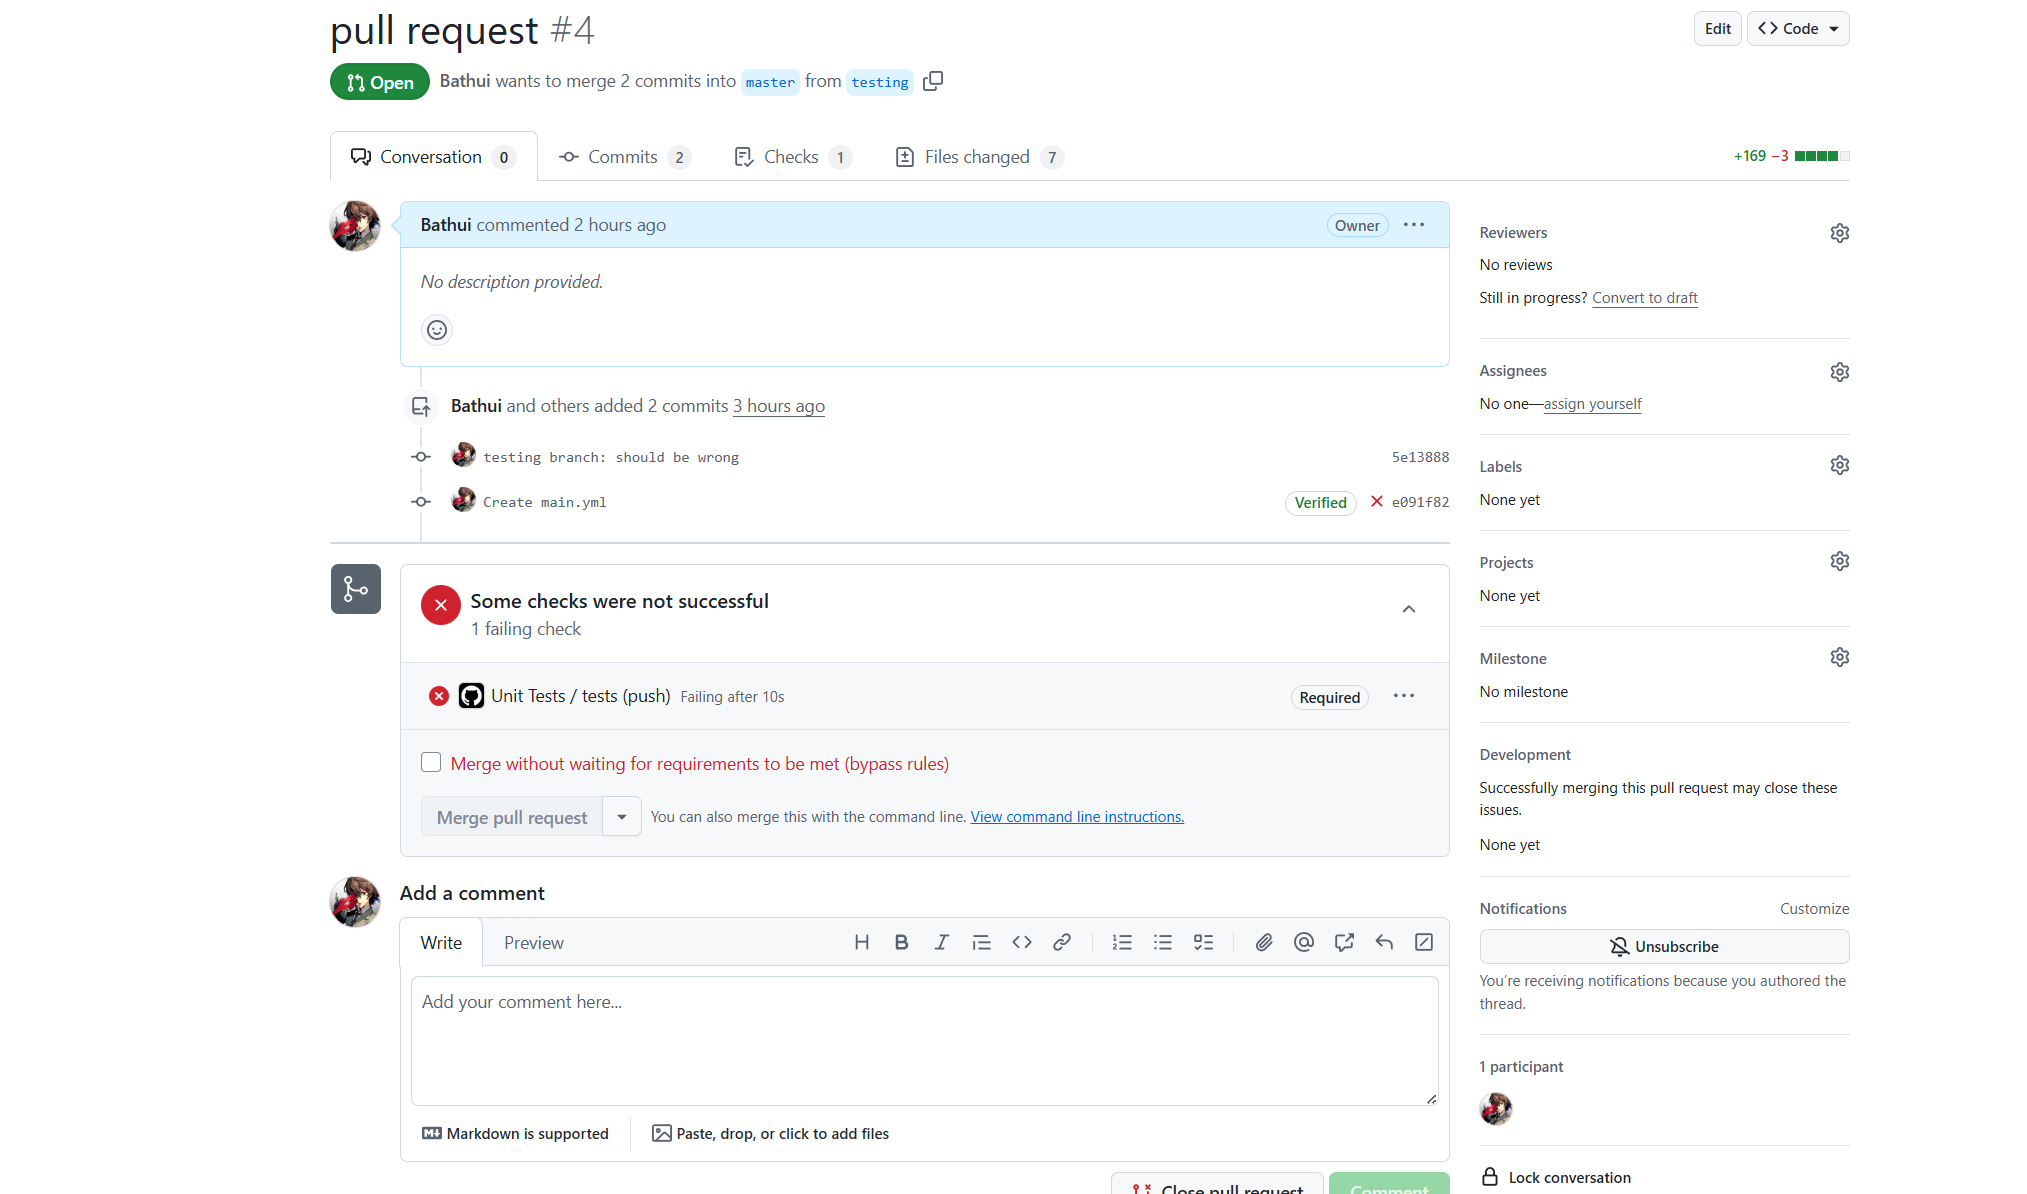 pull request #4
Edit
Code
Open
Bathui wants to merge 2 commits into master from testing
Conversation 0
Commits 2
Checks 1
Files changed 7
+169 −3
Bathui commented 2 hours ago
Owner
No description provided.
Bathui and others added 2 commits 3 hours ago
testing branch: should be wrong
5e13888
Create main.yml
Verified
e091f82
Some checks were not successful
1 failing check
Unit Tests / tests (push) Failing after 10s
Required
Merge without waiting for requirements to be met (bypass rules)
Merge pull request
You can also merge this with the command line. View command line instructions.
Add a comment
Write
Preview
Add your comment here...
Markdown is supported
Paste, drop, or click to add files
Close pull request
Comment
Reviewers
No reviews
Still in progress? Convert to draft
Assignees
No one—assign yourself
Labels
None yet
Projects
None yet
Milestone
No milestone
Development
Successfully merging this pull request may close these
issues.
None yet
Notifications
Customize
Unsubscribe
You're receiving notifications because you authored the
thread.
1 participant
Lock conversation